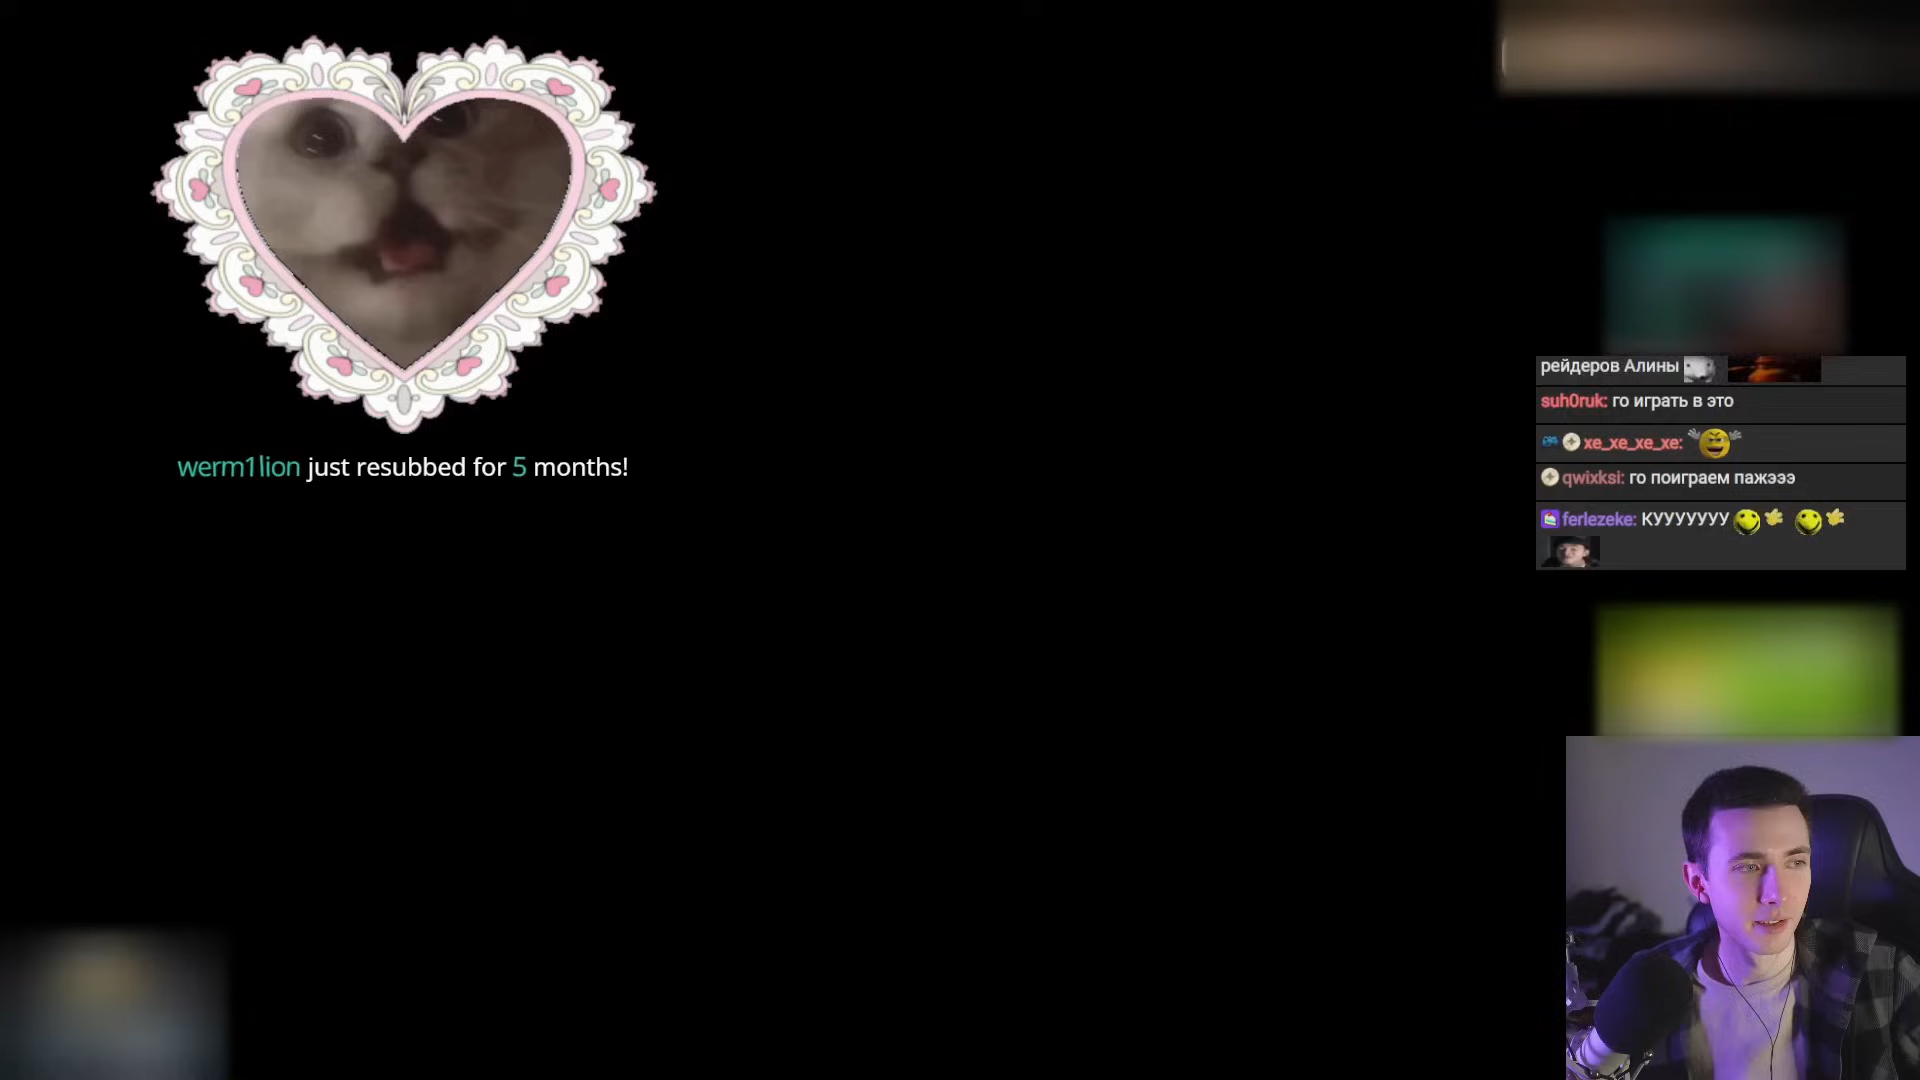 werm1lion just resubbed for 5 months!
рейдеров Алины
suh0ruk: го играть в это
xe_xe_xe_xe:
qwixksi: го поиграем пажэээ
ferlezeke: КУУУУУУУ